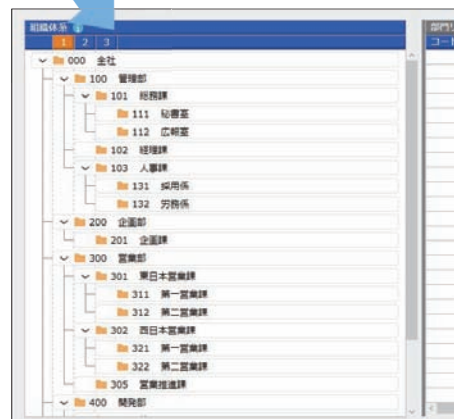 組織体系
1 2 3
000 全社
100 管理部
101 総務課
111 秘書室
112 広報室
102 経理課
103 人事課
131 採用係
132 労務係
200 企画部
201 企画課
300 営業部
301 東日本営業課
311 第一営業課
312 第二営業課
302 西日本営業課
321 第一営業課
322 第二営業課
305 営業推進課
400 開発部
部門
コード